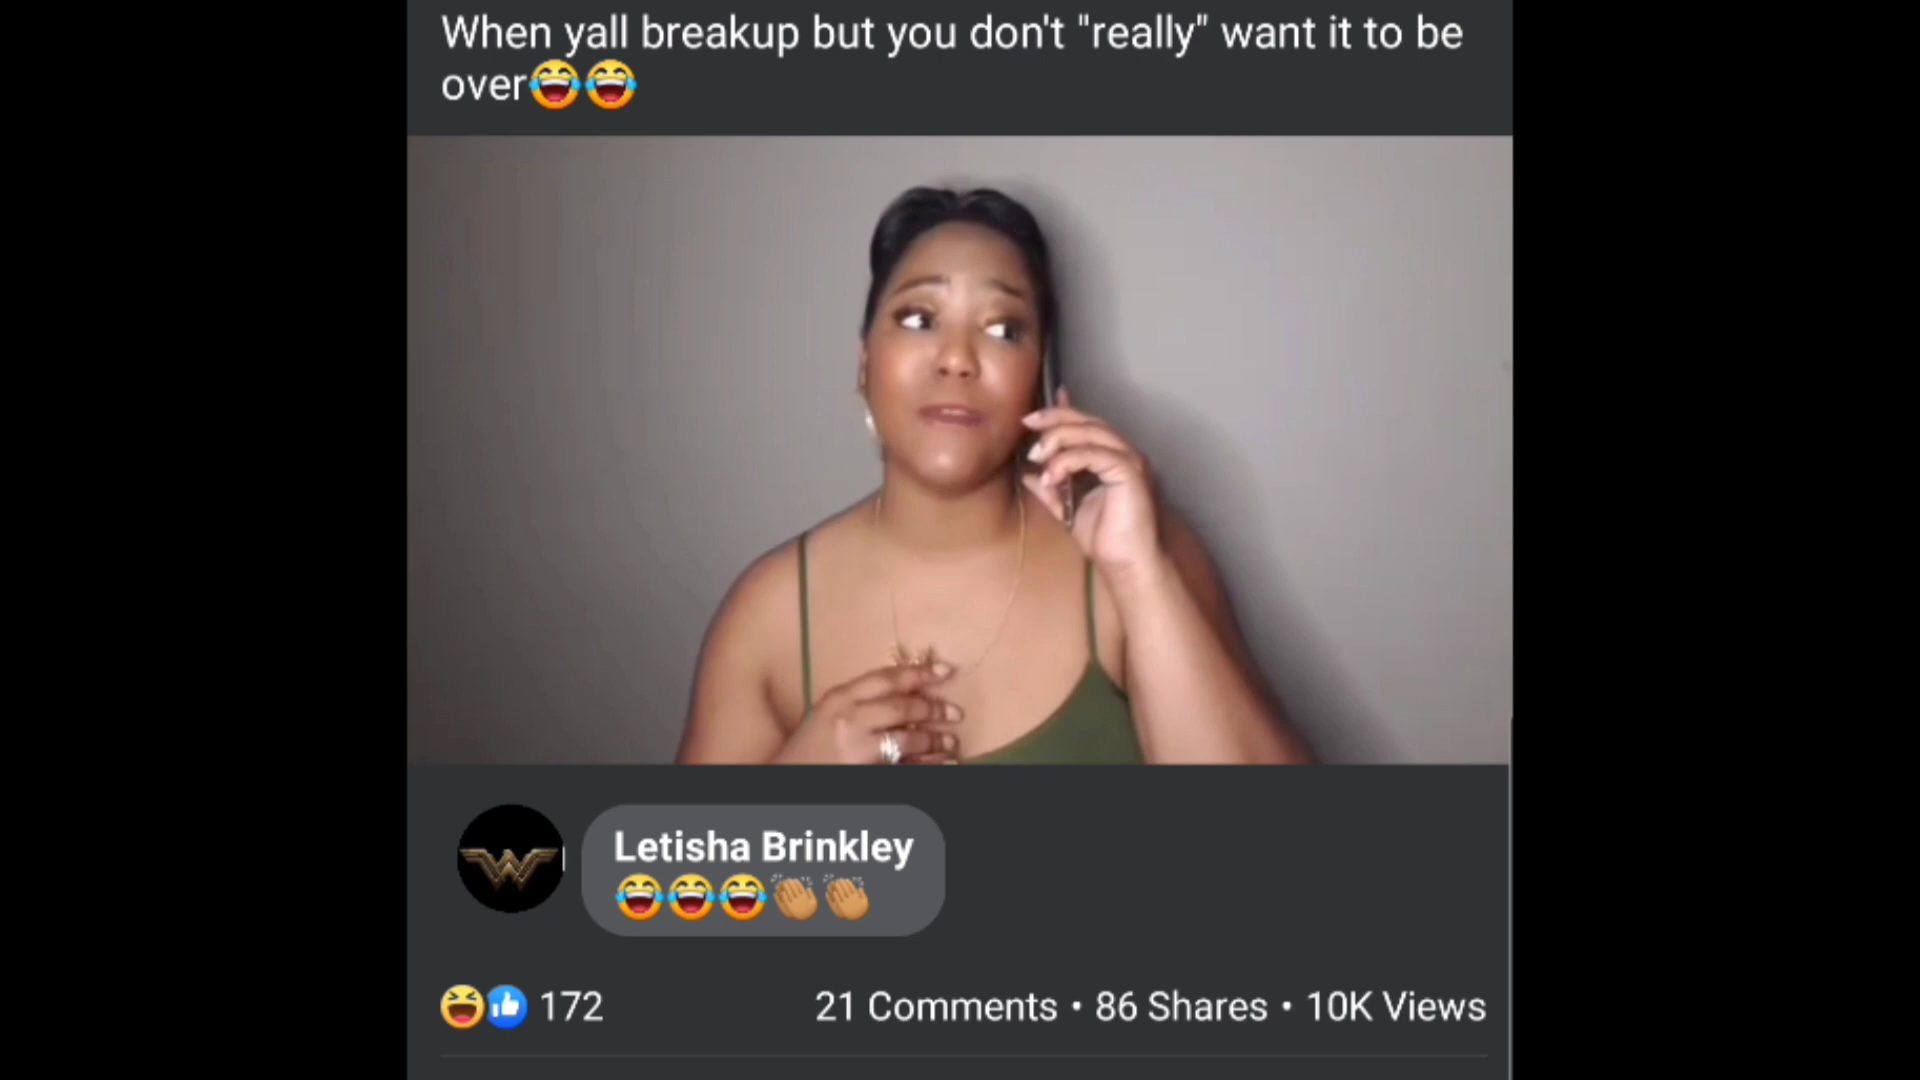 When yall breakup but you don't "really" want it to be
over😂😂
Letisha Brinkley
😂😂😂👏🏽👏🏽
172
21 Comments • 86 Shares • 10K Views